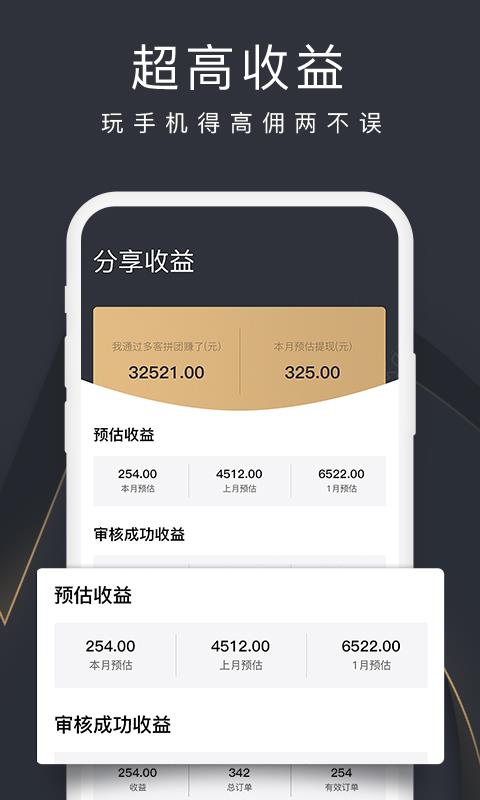 超高收益
玩手机得高佣两不误
分享收益
我通过多客拼团赚了(元) 本月预估提现(元)
32521.00 325.00
预估收益
254.00 4512.00 6522.00
本月预估 上月预估 1月预估
审核成功收益
预估收益
254.00 4512.00 6522.00
本月预估 上月预估 1月预估
审核成功收益
254.00 342 254
收益 总订单 有效订单